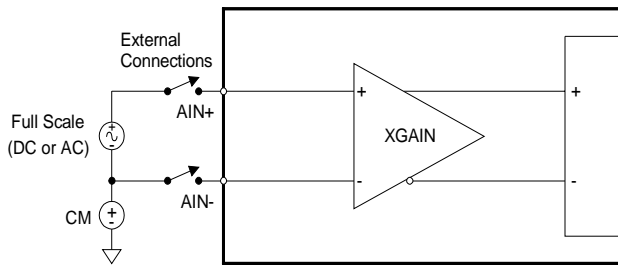 External
Connections
AIN+
Full Scale
(DC or AC)
+
-
AIN-
CM
+
-
+
XGAIN
-
+
-